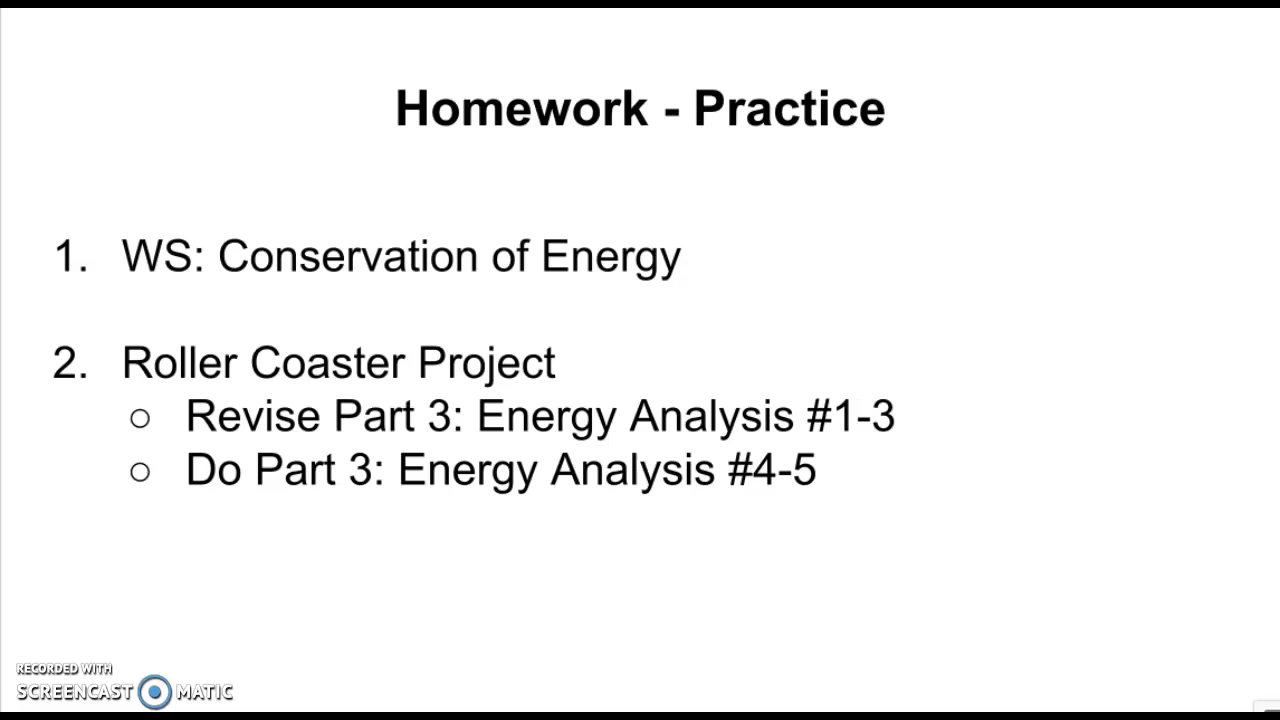 Homework - Practice
1. WS: Conservation of Energy
2. Roller Coaster Project
○ Revise Part 3: Energy Analysis #1-3
○ Do Part 3: Energy Analysis #4-5
RECORDED WITH
SCREENCAST MATIC